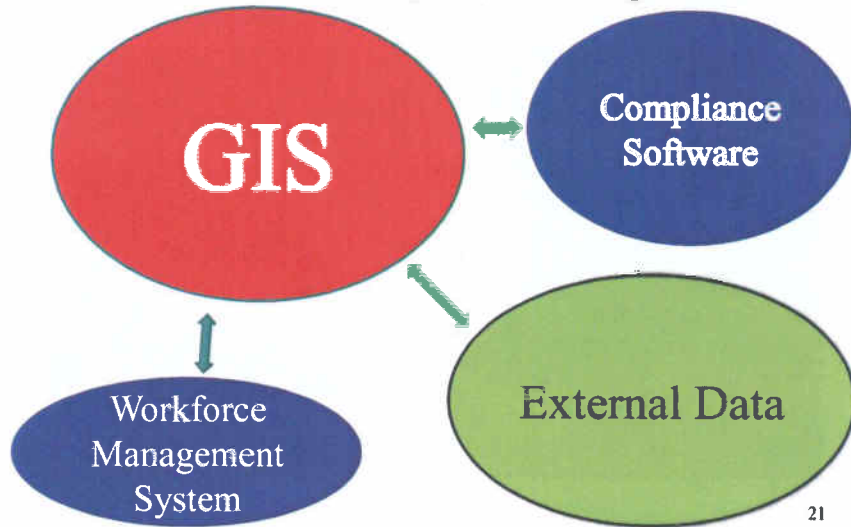 GIS
Compliance
Software
External Data
Workforce
Management
System
21